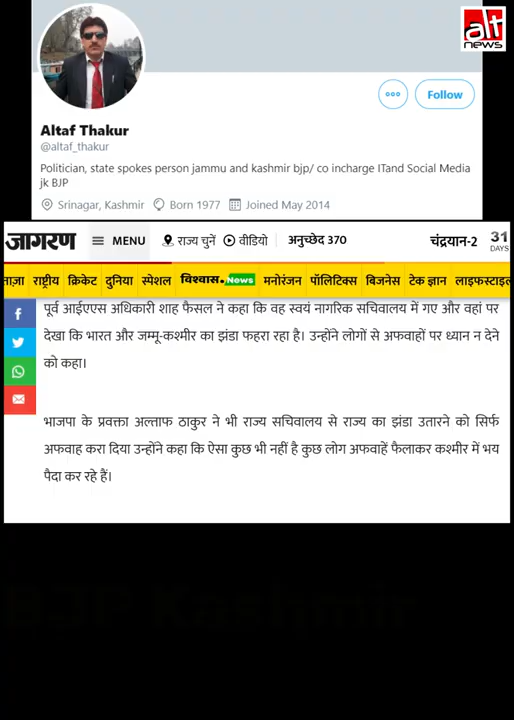 alt
news
Follow
Altaf Thakur
@altaf_thakur
Politician, state spokes person jammu and kashmir bjp/ co incharge ITand Social Media
jk BJP
Srinagar, Kashmir Born 1977 Joined May 2014
जागरण MENU राज्य चुनें वीडियो अनुच्छेद 370 चंद्रयान-2 31 DAYS
ताज़ा राष्ट्रीय क्रिकेट दुनिया स्पेशल विश्वास.News मनोरंजन पॉलिटिक्स बिजनेस टेक ज्ञान लाइफस्टाइल
पूर्व आईएएस अधिकारी शाह फैसल ने कहा कि वह स्वयं नागरिक सचिवालय में गए और वहां पर
देखा कि भारत और जम्मू-कश्मीर का झंडा फहरा रहा है। उन्होंने लोगों से अफवाहों पर ध्यान न देने
को कहा।
भाजपा के प्रवक्ता अल्ताफ ठाकुर ने भी राज्य सचिवालय से राज्य का झंडा उतारने को सिर्फ
अफवाह करा दिया उन्होंने कहा कि ऐसा कुछ भी नहीं है कुछ लोग अफवाहें फैलाकर कश्मीर में भय
पैदा कर रहे हैं।
BJP Kashmir